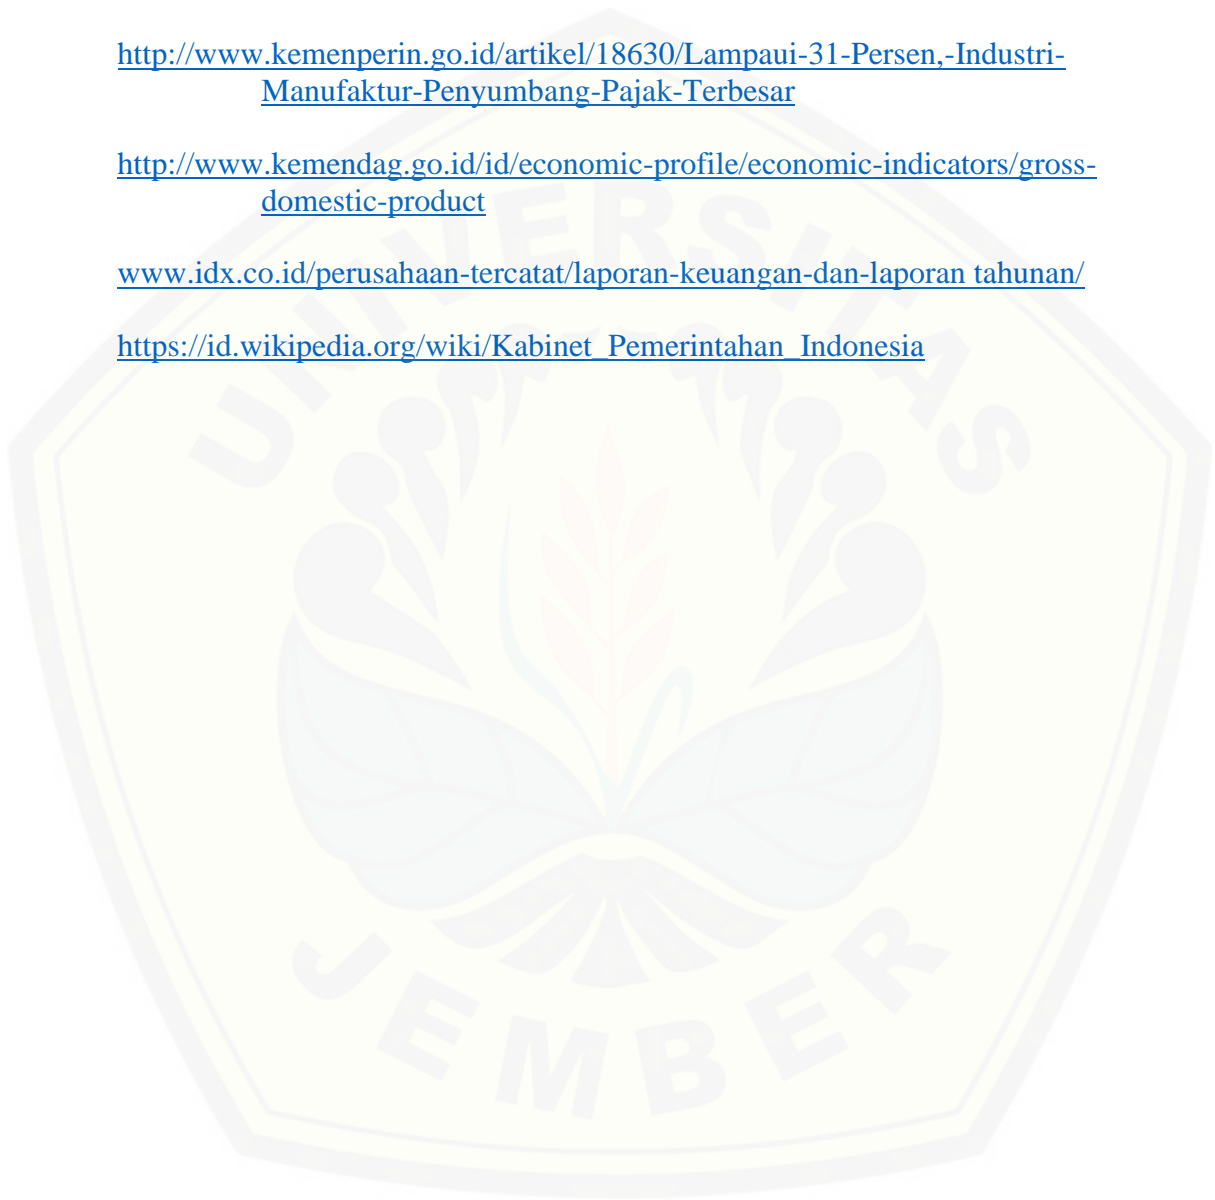 http://www.kemenperin.go.id/artikel/18630/Lampaui-31-Persen,-Industri-
Manufaktur-Penyumbang-Pajak-Terbesar
http://www.kemendag.go.id/id/economic-profile/economic-indicators/gross-
domestic-product
www.idx.co.id/perusahaan-tercatat/laporan-keuangan-dan-laporan tahunan/
https://id.wikipedia.org/wiki/Kabinet_Pemerintahan_Indonesia
UNIVERSITAS
JEMBER